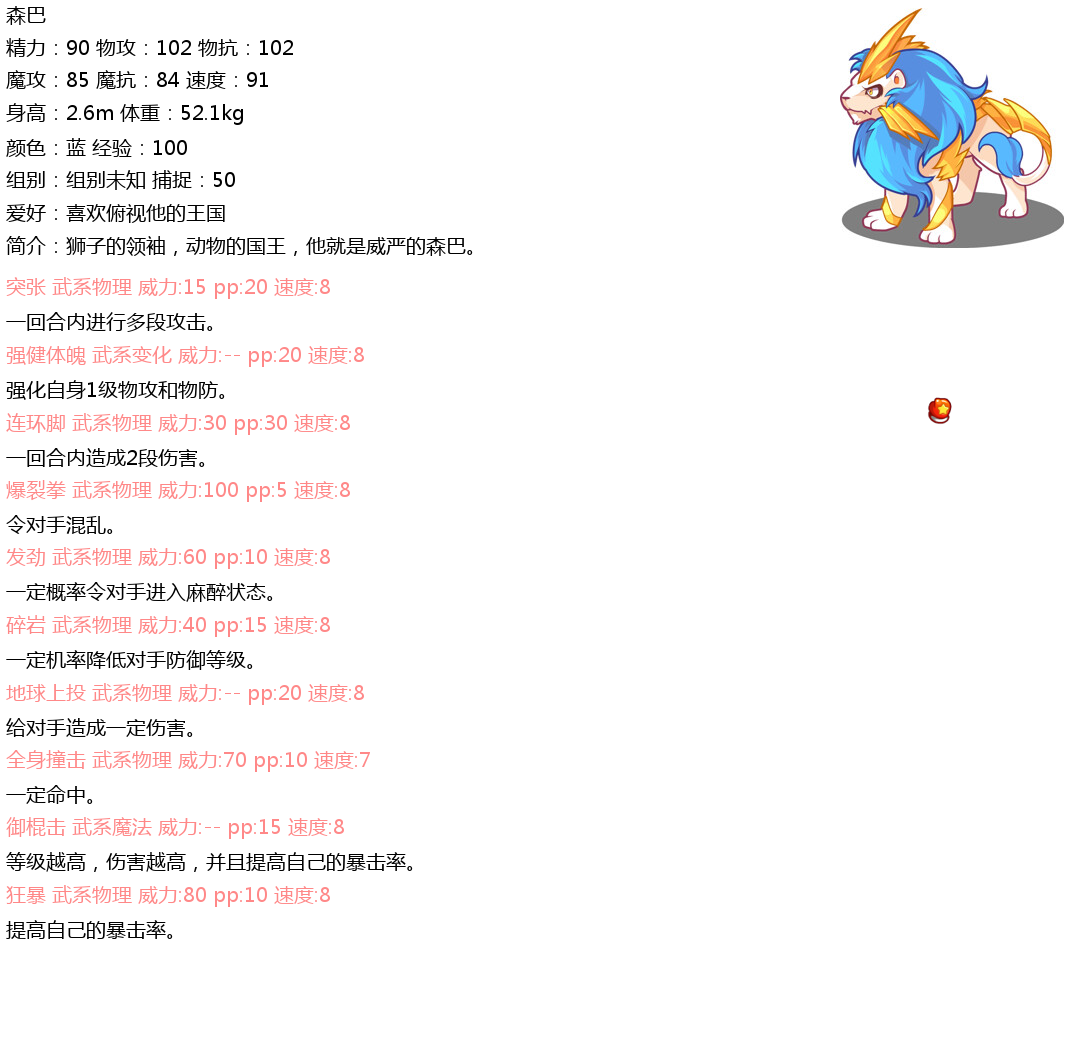 森巴
精力：90 物攻：102 物抗：102
魔攻：85 魔抗：84 速度：91
身高：2.6m 体重：52.1kg
颜色：蓝 经验：100
组别：组别未知 捕捉：50
爱好：喜欢俯视他的王国
简介：狮子的领袖，动物的国王，他就是威严的森巴。
突张 武系物理 威力:15 pp:20 速度:8
一回合内进行多段攻击。
强健体魄 武系变化 威力:-- pp:20 速度:8
强化自身1级物攻和物防。
连环脚 武系物理 威力:30 pp:30 速度:8
一回合内造成2段伤害。
爆裂拳 武系物理 威力:100 pp:5 速度:8
令对手混乱。
发劲 武系物理 威力:60 pp:10 速度:8
一定概率令对手进入麻醉状态。
碎岩 武系物理 威力:40 pp:15 速度:8
一定机率降低对手防御等级。
地球上投 武系物理 威力:-- pp:20 速度:8
给对手造成一定伤害。
全身撞击 武系物理 威力:70 pp:10 速度:7
一定命中。
御棍击 武系魔法 威力:-- pp:15 速度:8
等级越高，伤害越高，并且提高自己的暴击率。
狂暴 武系物理 威力:80 pp:10 速度:8
提高自己的暴击率。